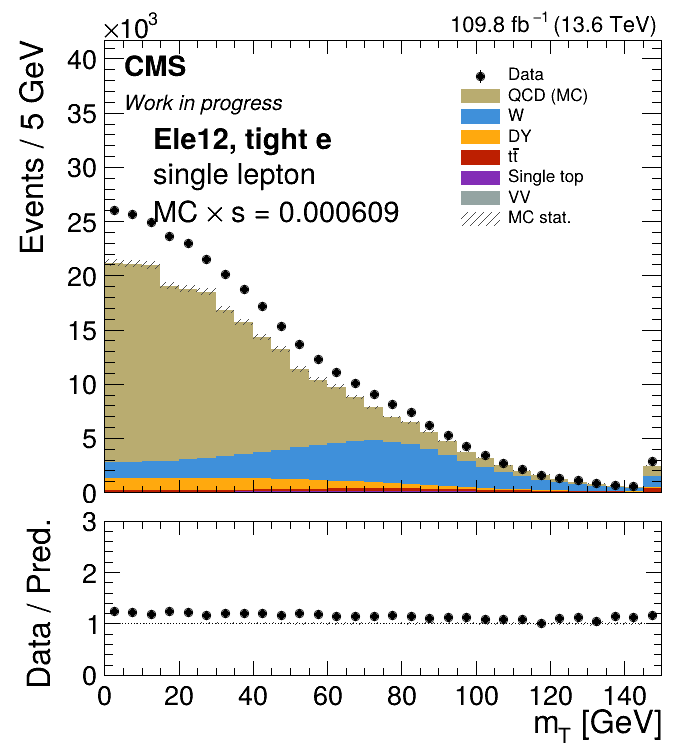 ×10³
109.8 fb⁻¹ (13.6 TeV)
CMS
Work in progress
Ele12, tight e
single lepton
MC × s = 0.000609
Data
QCD (MC)
W
DY
tt̄
Single top
VV
MC stat.
Events / 5 GeV
40
35
30
25
20
15
10
5
0
Data / Pred.
3
2
1
0
0 20 40 60 80 100 120 140
m_T [GeV]